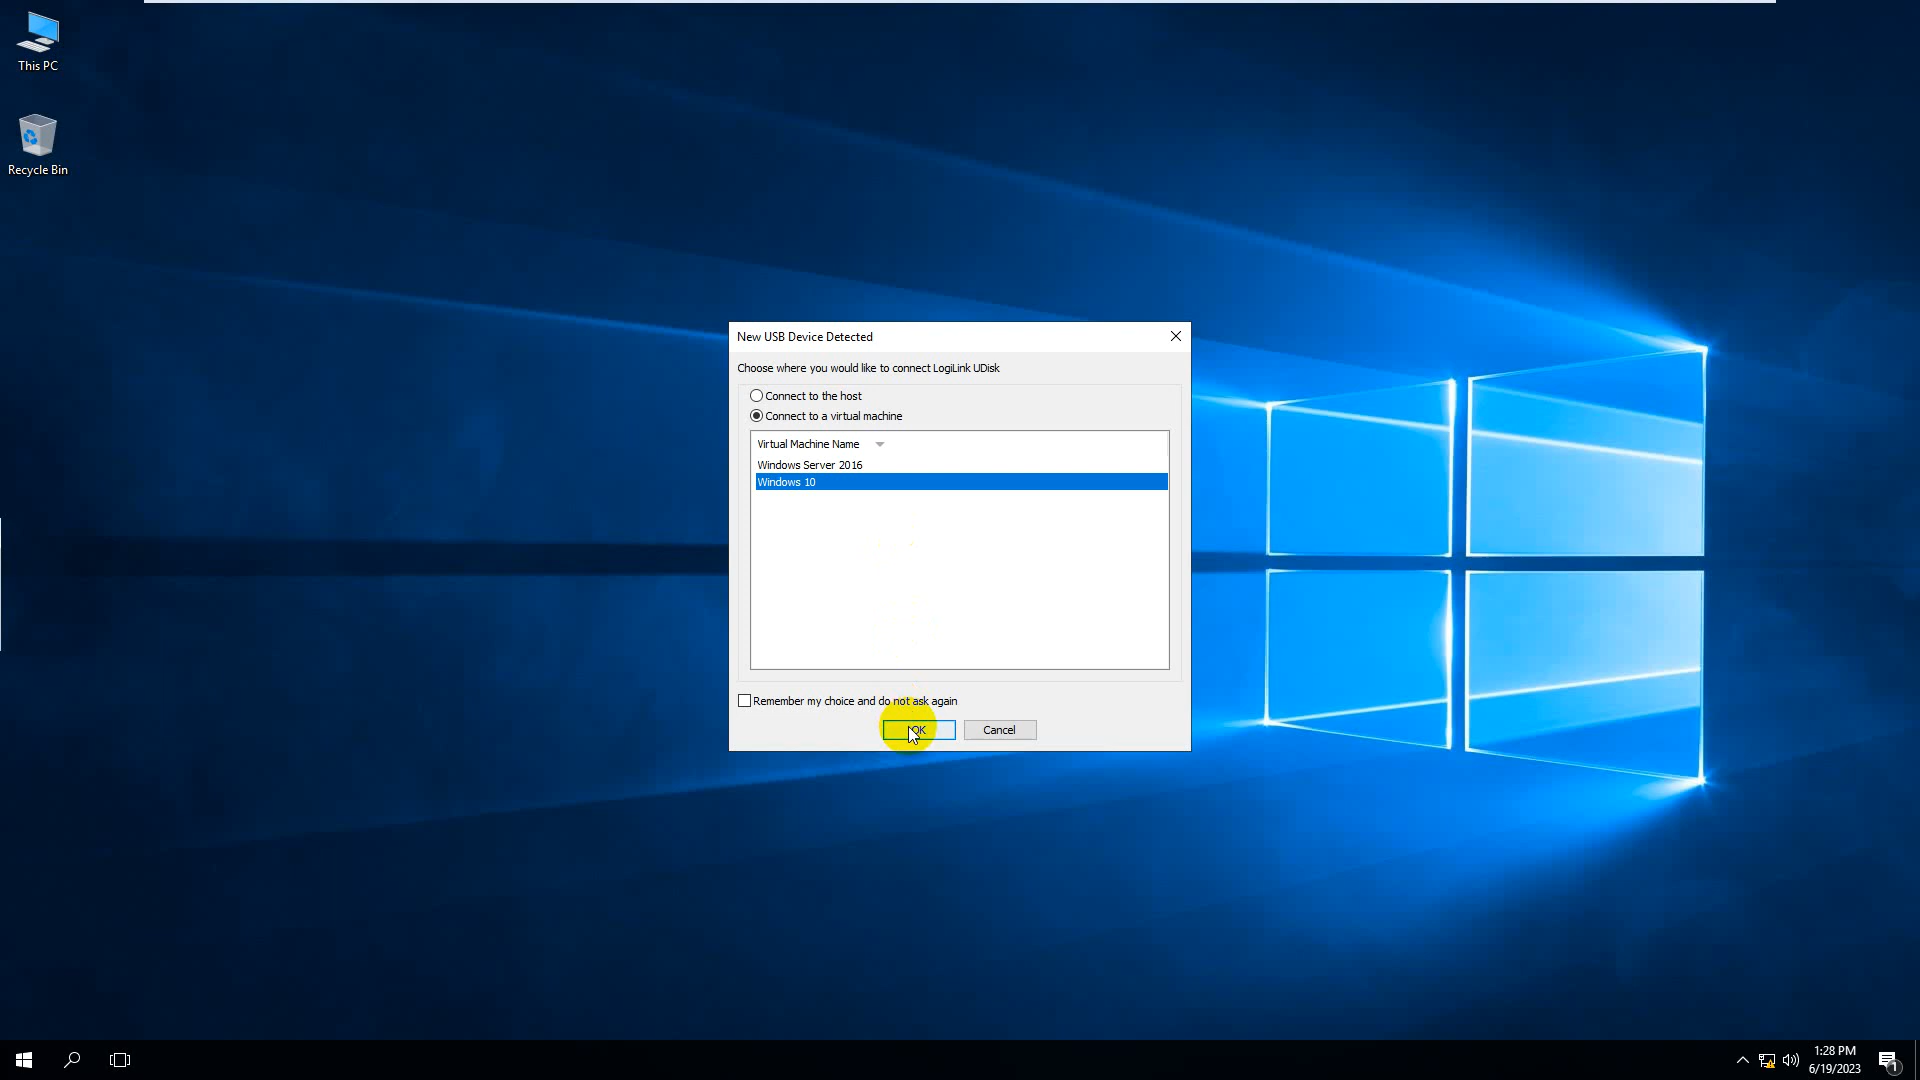 This PC
Recycle Bin
New USB Device Detected
Choose where you would like to connect LogiLink UDisk
Connect to the host
Connect to a virtual machine
Virtual Machine Name
Windows Server 2016
Windows 10
Remember my choice and do not ask again
OK
Cancel
1:28 PM
6/19/2023
1